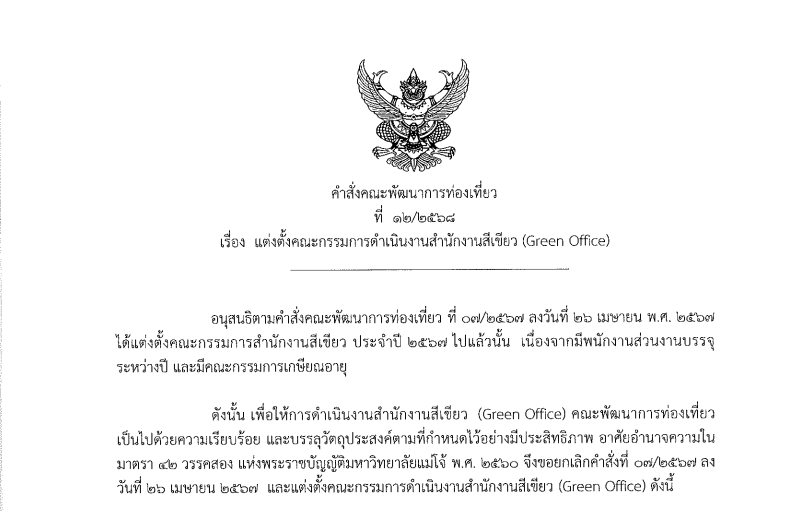 คำสั่งคณะพัฒนาการท่องเที่ยว
ที่ ๑๒/๒๕๖๘
เรื่อง แต่งตั้งคณะกรรมการดำเนินงานสำนักงานสีเขียว (Green Office)
อนุสนธิตามคำสั่งคณะพัฒนาการท่องเที่ยว ที่ ๐๗/๒๕๖๗ ลงวันที่ ๒๖ เมษายน พ.ศ. ๒๕๖๗
ได้แต่งตั้งคณะกรรมการสำนักงานสีเขียว ประจำปี ๒๕๖๗ ไปแล้วนั้น เนื่องจากมีพนักงานส่วนงานบรรจุ
ระหว่างปี และมีคณะกรรมการเกษียณอายุ
ดังนั้น เพื่อให้การดำเนินงานสำนักงานสีเขียว (Green Office) คณะพัฒนาการท่องเที่ยว
เป็นไปด้วยความเรียบร้อย และบรรลุวัตถุประสงค์ตามที่กำหนดไว้อย่างมีประสิทธิภาพ อาศัยอำนาจความใน
มาตรา ๔๒ วรรคสอง แห่งพระราชบัญญัติมหาวิทยาลัยแม่โจ้ พ.ศ. ๒๕๖๐ จึงขอยกเลิกคำสั่งที่ ๐๗/๒๕๖๗ ลง
วันที่ ๒๖ เมษายน ๒๕๖๗ และแต่งตั้งคณะกรรมการดำเนินงานสำนักงานสีเขียว (Green Office) ดังนี้